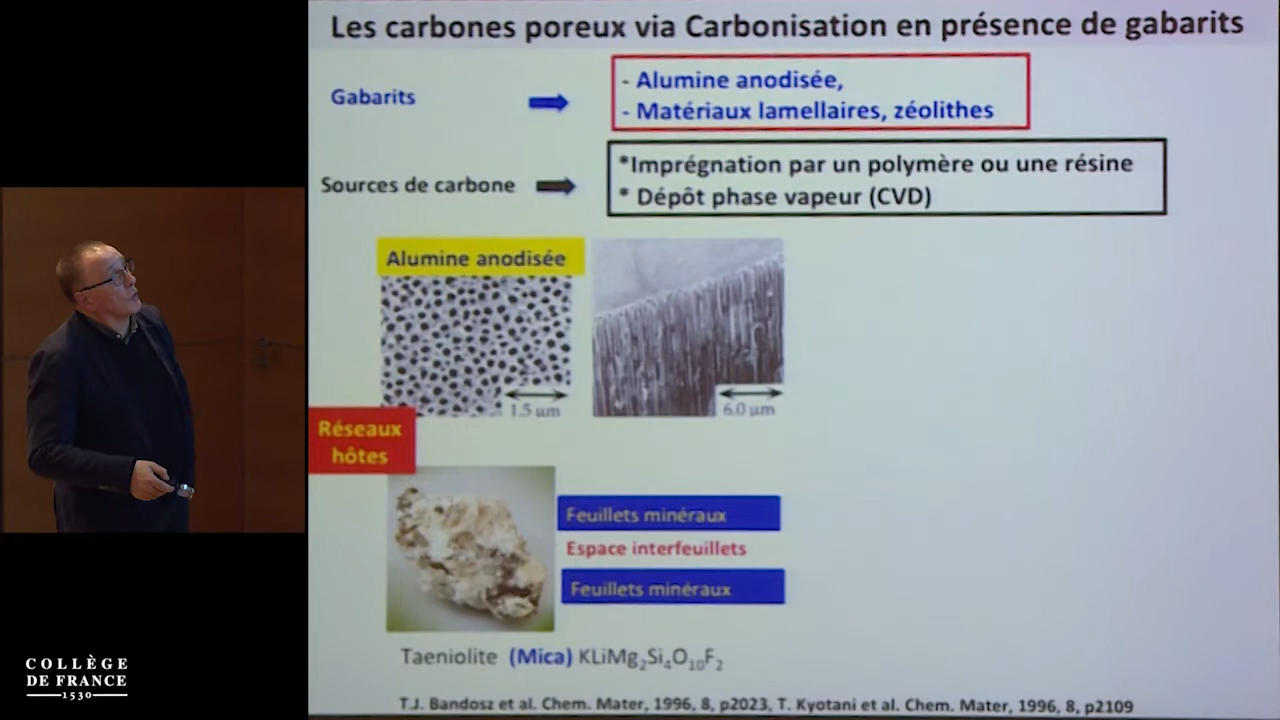 Les carbones poreux via Carbonisation en présence de gabarits
Gabarits
- Alumine anodisée,
- Matériaux lamellaires, zéolithes
Sources de carbone
*Imprégnation par un polymère ou une résine
* Dépôt phase vapeur (CVD)
Alumine anodisée
1.5 µm
6.0 µm
Réseaux
hôtes
Feuillets minéraux
Espace interfeuillets
Feuillets minéraux
Taeniolite (Mica) KLiMg₂Si₄O₁₀F₂
T.J. Bandosz et al. Chem. Mater, 1996, 8, p2023, T. Kyotani et al. Chem. Mater, 1996, 8, p2109
COLLÈGE
DE FRANCE
1530